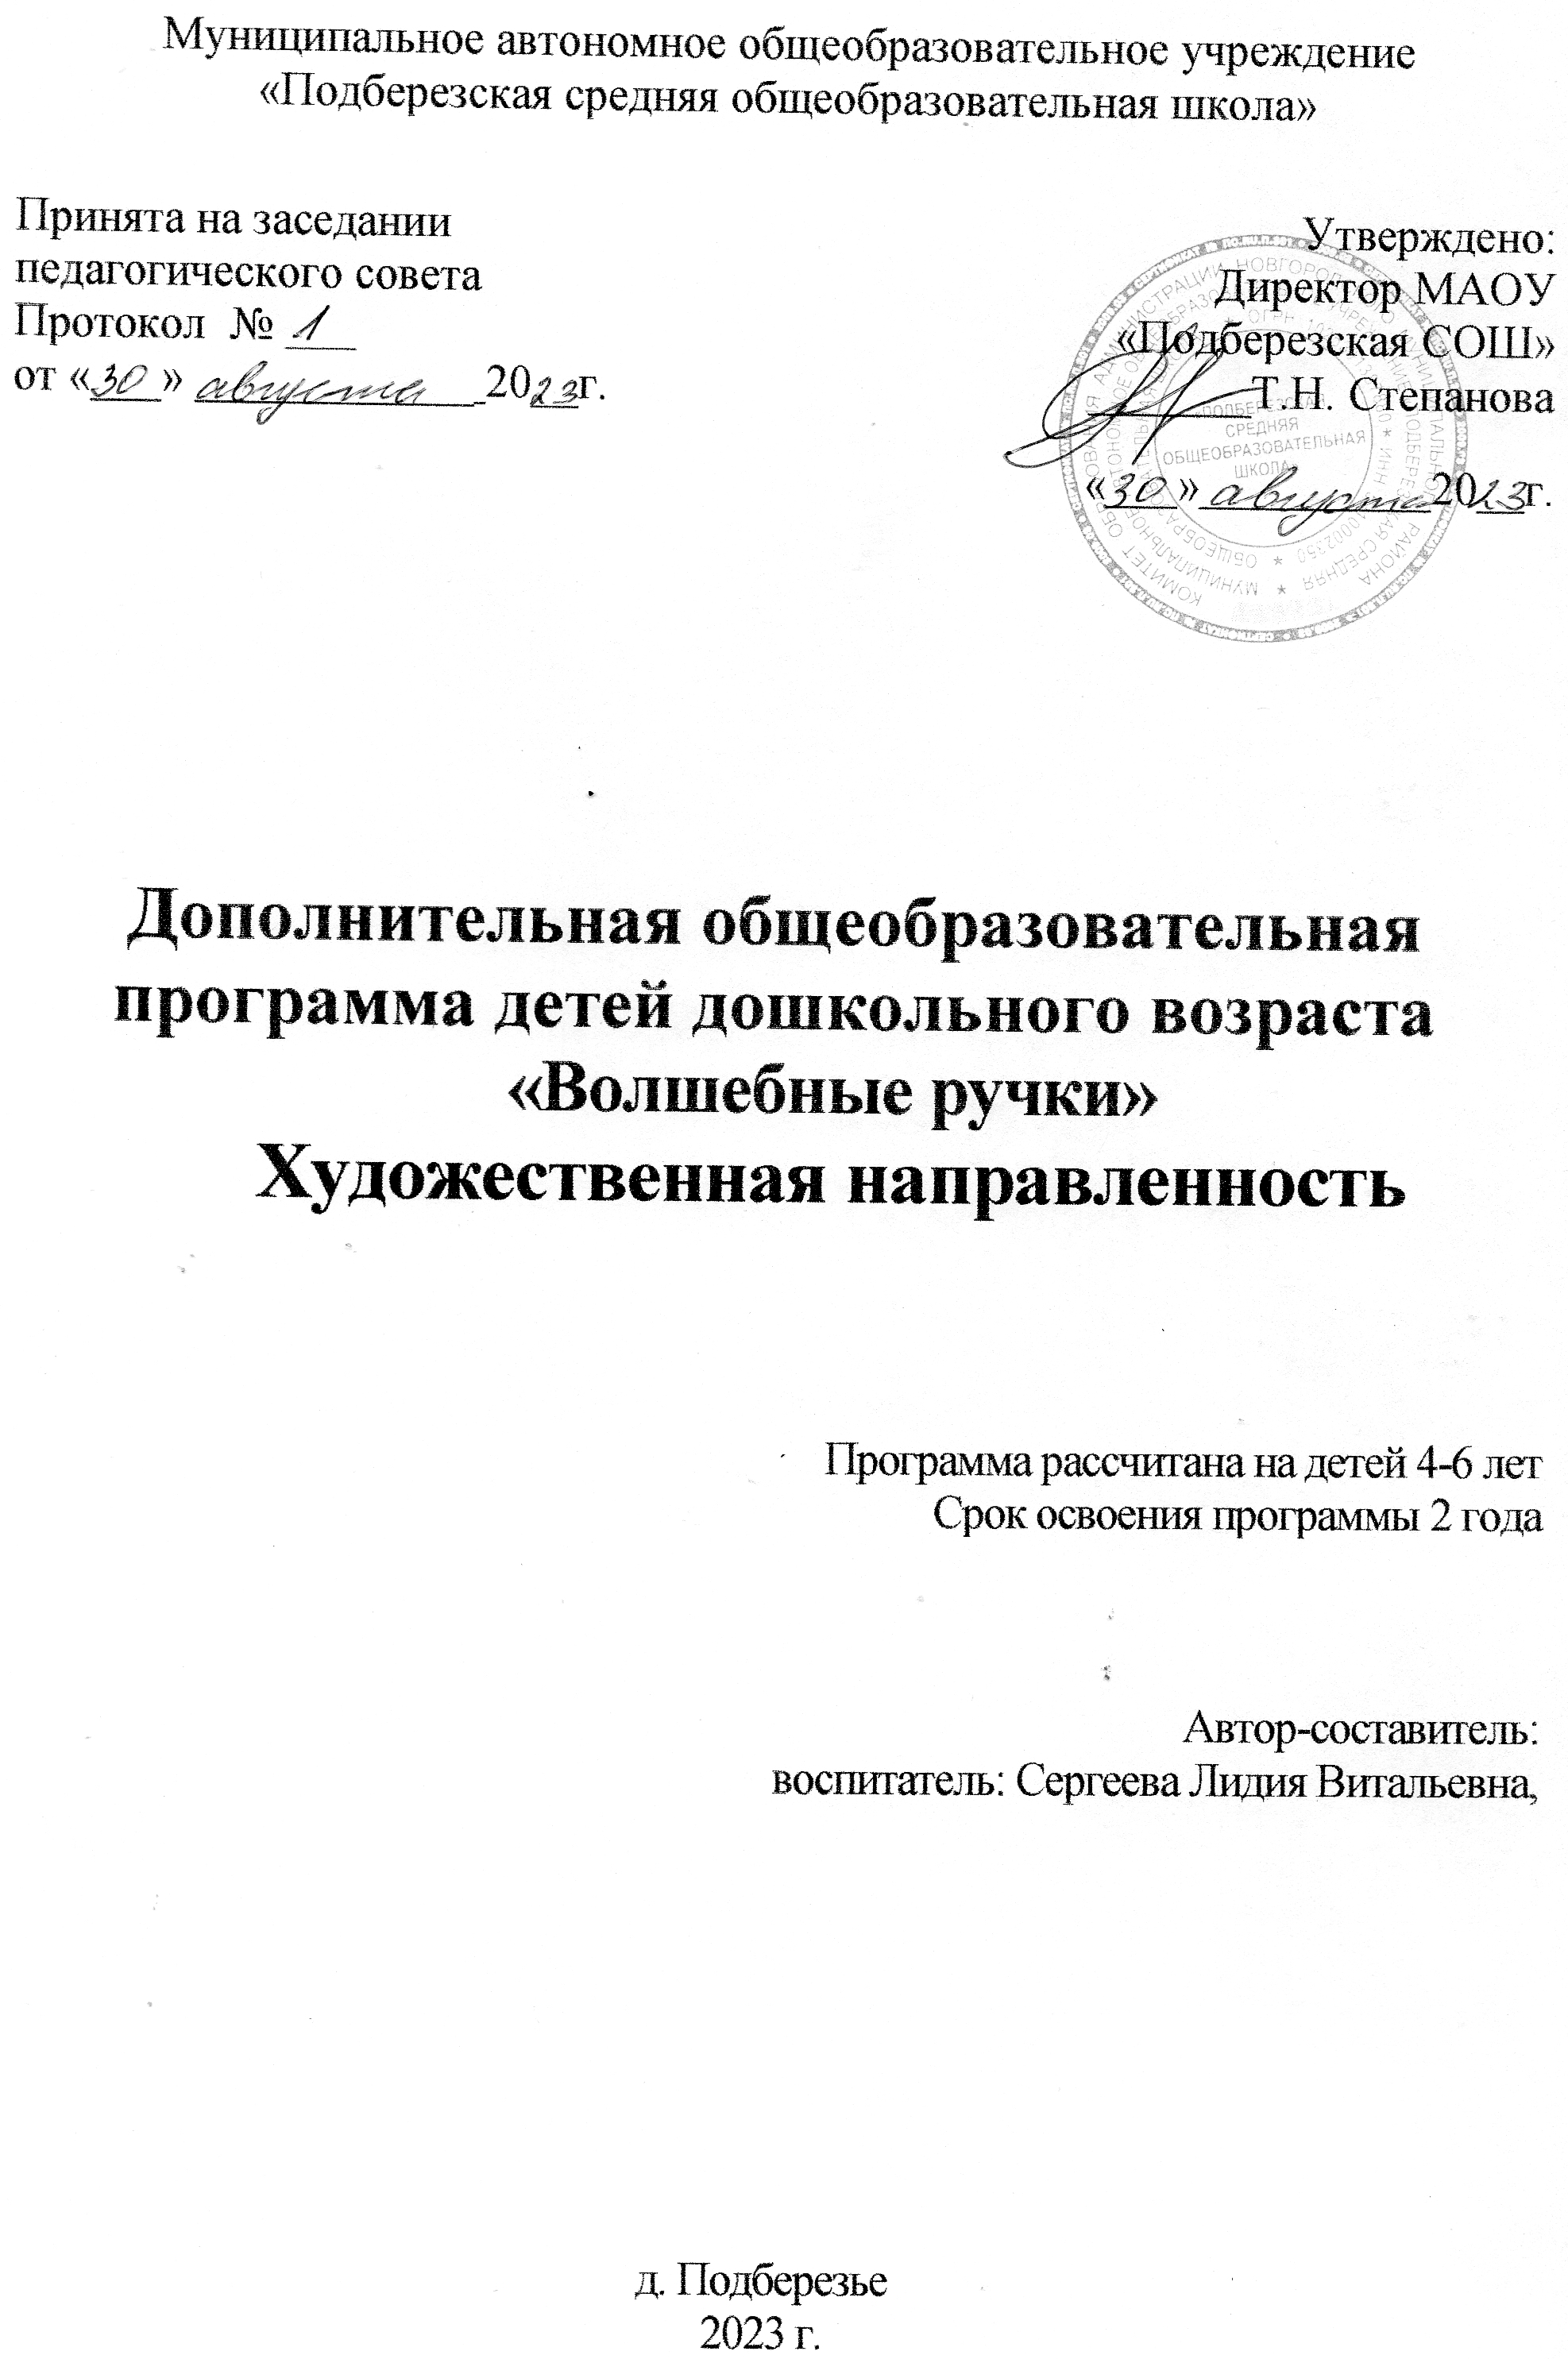 Муниципальное автономное общеобразовательное учреждение
«Подберезская средняя общеобразовательная школа»
Принята на заседании
педагогического совета
Протокол № 1
от «30» августа 2023г.
Утверждено:
Директор МАОУ
«Подберезская СОШ»
Т.Н. Степанова
«30» августа 2023г.
СРЕДНЯЯ
ОБЩЕОБРАЗОВАТЕЛЬНАЯ
ШКОЛА
Дополнительная общеобразовательная
программа детей дошкольного возраста
«Волшебные ручки»
Художественная направленность
Программа рассчитана на детей 4-6 лет
Срок освоения программы 2 года
Автор-составитель:
воспитатель: Сергеева Лидия Витальевна,
д. Подберезье
2023 г.